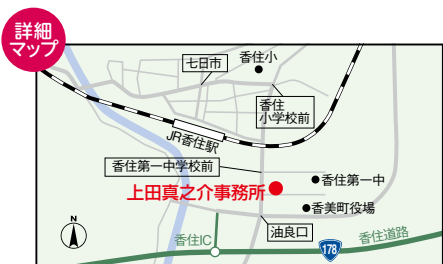 詳細
マップ
七日市
香住小
香住
小学校前
JR香住駅
香住第一中学校前
上田真之介事務所
香住第一中
香美町役場
N
油良口
香住IC
178
香住道路